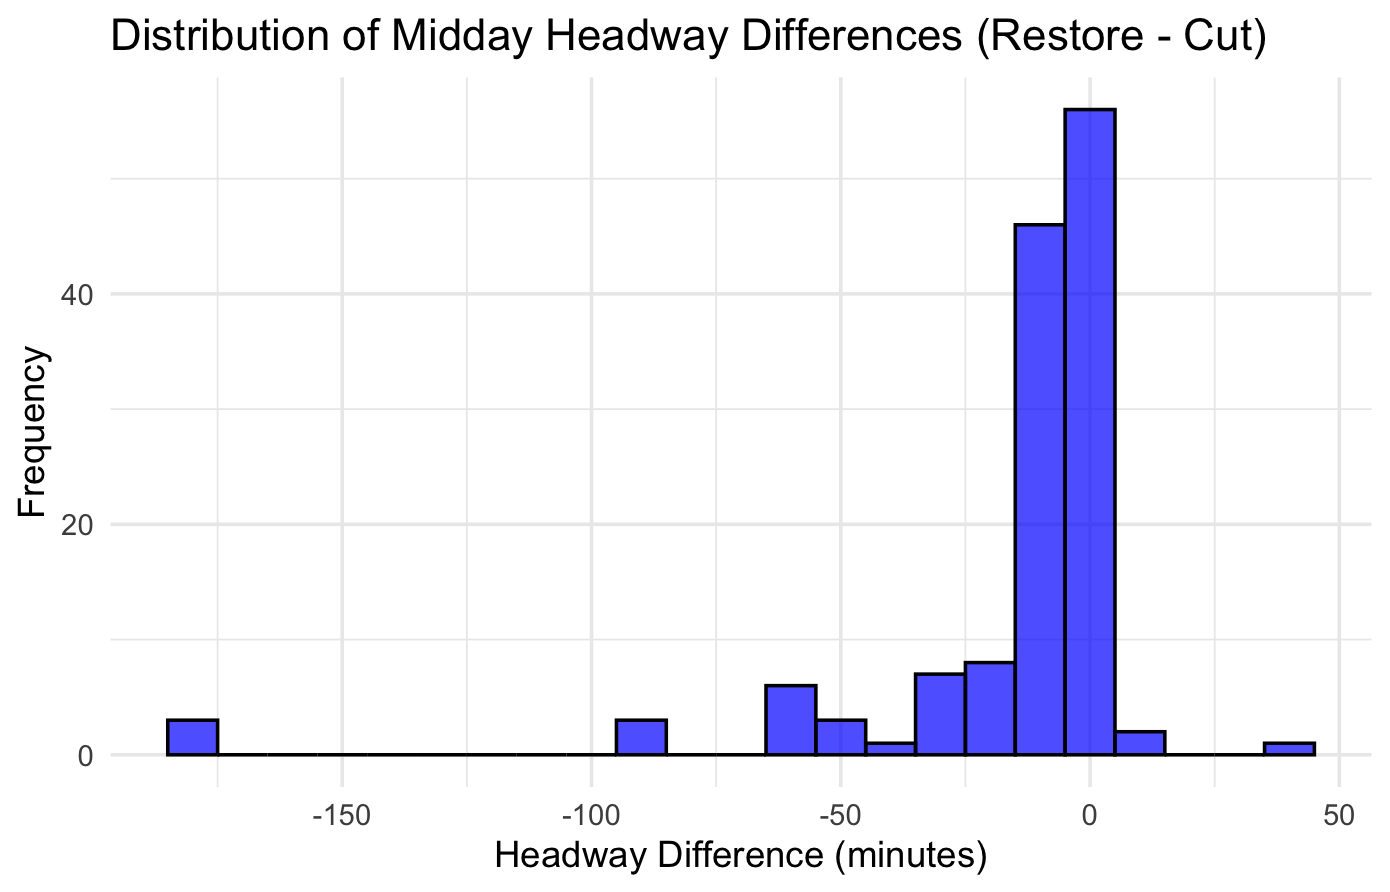 Distribution of Midday Headway Differences (Restore - Cut)
Frequency
40
20
0
-150
-100
-50
0
50
Headway Difference (minutes)